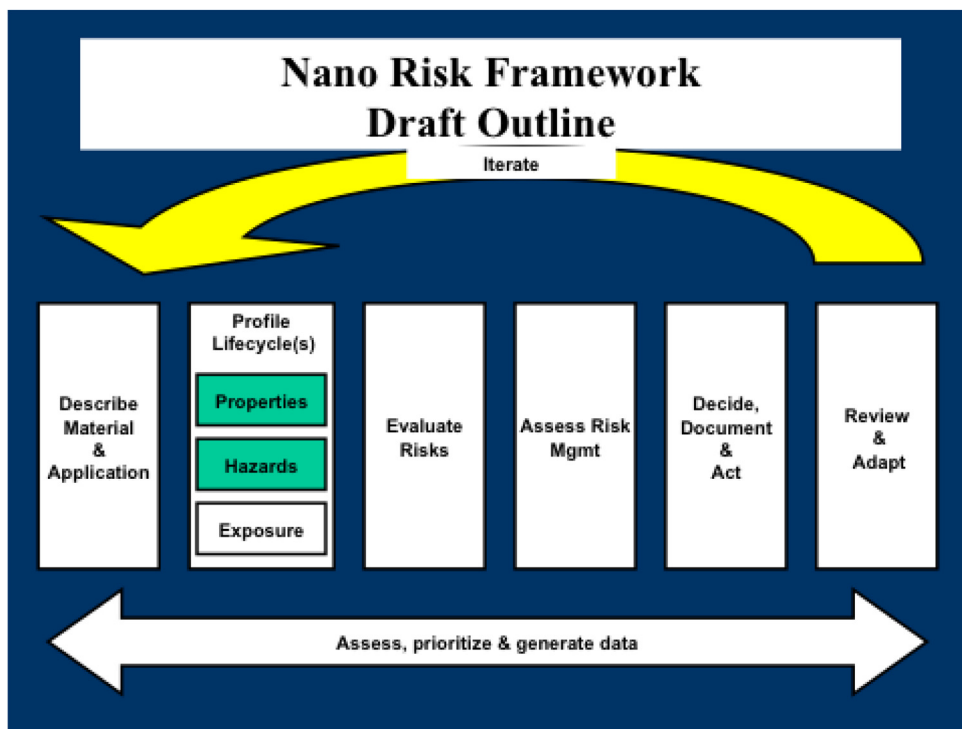 Nano Risk Framework
Draft Outline
Iterate
Describe
Material
&
Application
Profile
Lifecycle(s)
Properties
Hazards
Exposure
Evaluate
Risks
Assess Risk
Mgmt
Decide,
Document
&
Act
Review
&
Adapt
Assess, prioritize & generate data